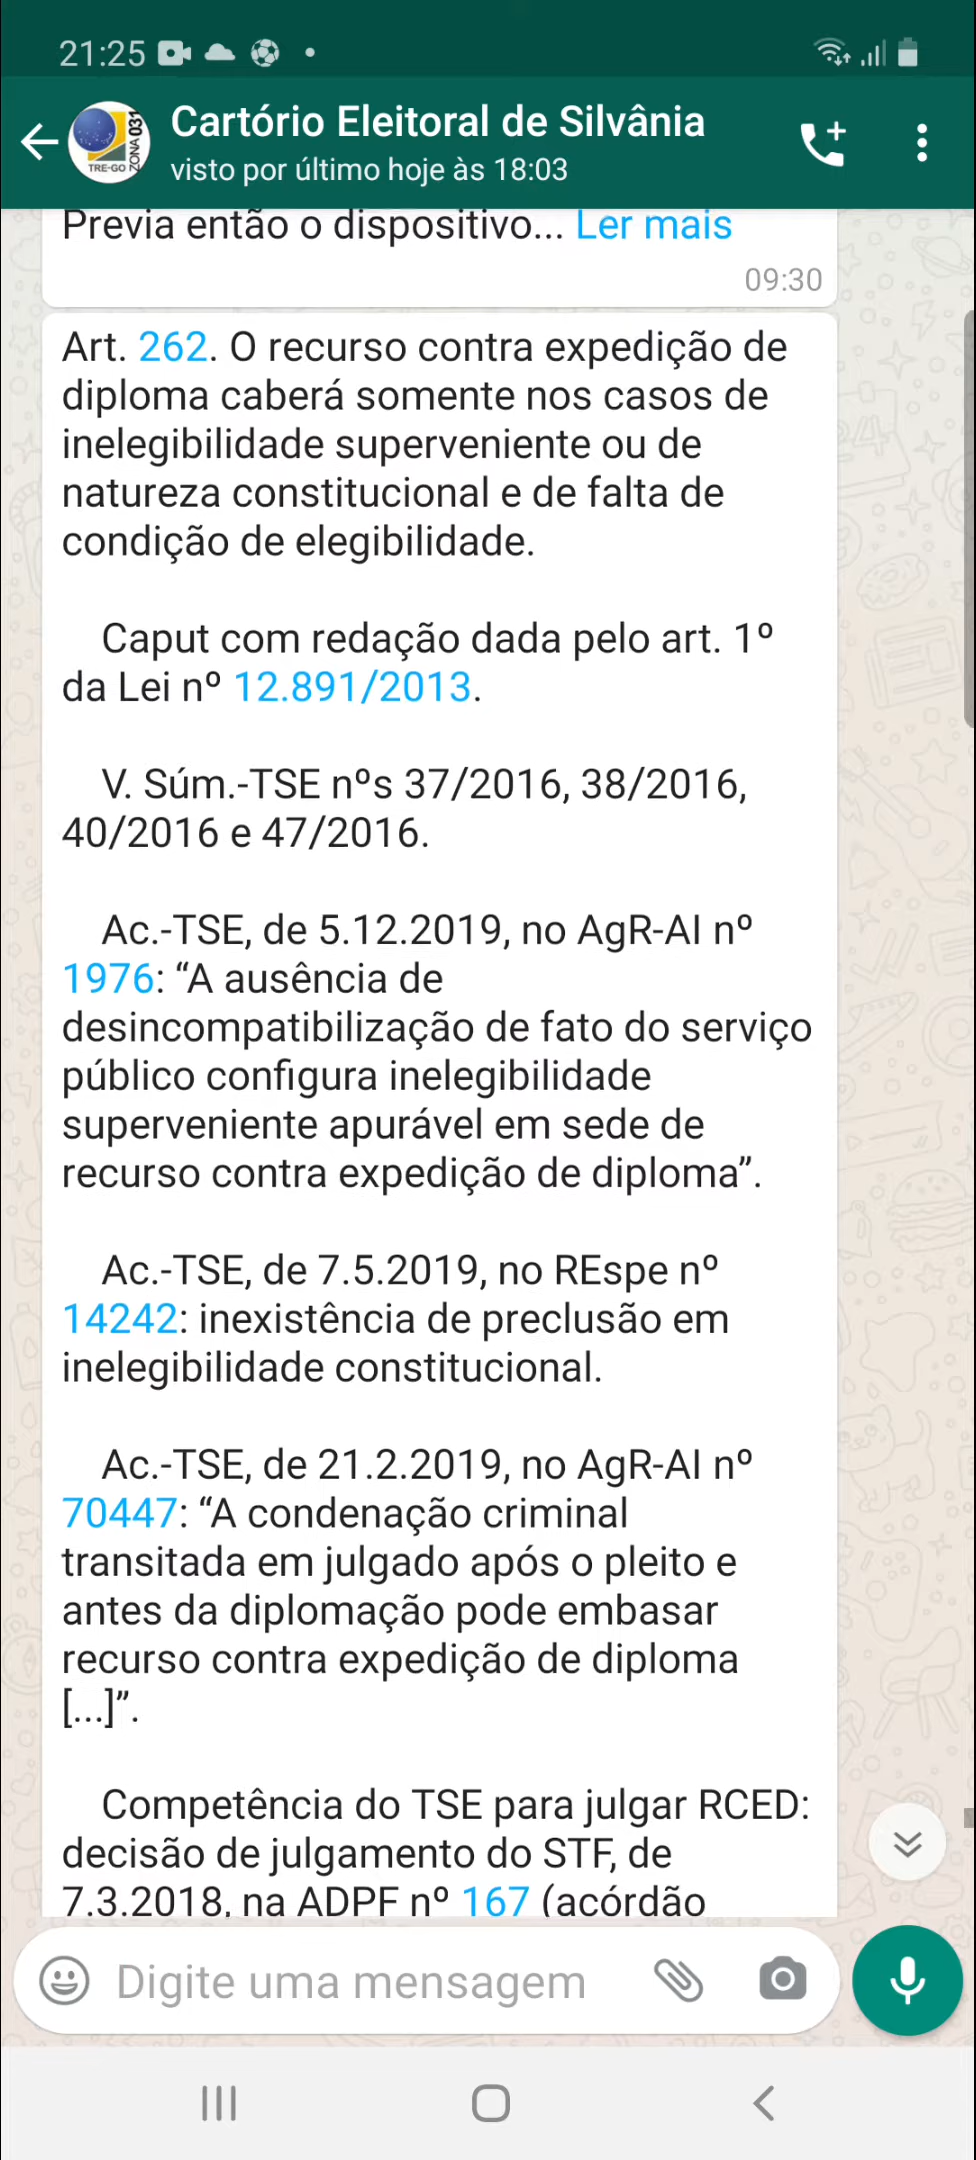 21:25
Cartório Eleitoral de Silvânia
visto por último hoje às 18:03
TRE-GO
ZONA 031
Previa então o dispositivo... Ler mais
09:30
Art. 262. O recurso contra expedição de
diploma caberá somente nos casos de
inelegibilidade superveniente ou de
natureza constitucional e de falta de
condição de elegibilidade.
Caput com redação dada pelo art. 1º
da Lei nº 12.891/2013.
V. Súm.-TSE nºs 37/2016, 38/2016,
40/2016 e 47/2016.
Ac.-TSE, de 5.12.2019, no AgR-AI nº
1976: “A ausência de
desincompatibilização de fato do serviço
público configura inelegibilidade
superveniente apurável em sede de
recurso contra expedição de diploma”.
Ac.-TSE, de 7.5.2019, no REspe nº
14242: inexistência de preclusão em
inelegibilidade constitucional.
Ac.-TSE, de 21.2.2019, no AgR-AI nº
70447: “A condenação criminal
transitada em julgado após o pleito e
antes da diplomação pode embasar
recurso contra expedição de diploma
[...]”.
Competência do TSE para julgar RCED:
decisão de julgamento do STF, de
7.3.2018, na ADPF nº 167 (acórdão
Digite uma mensagem